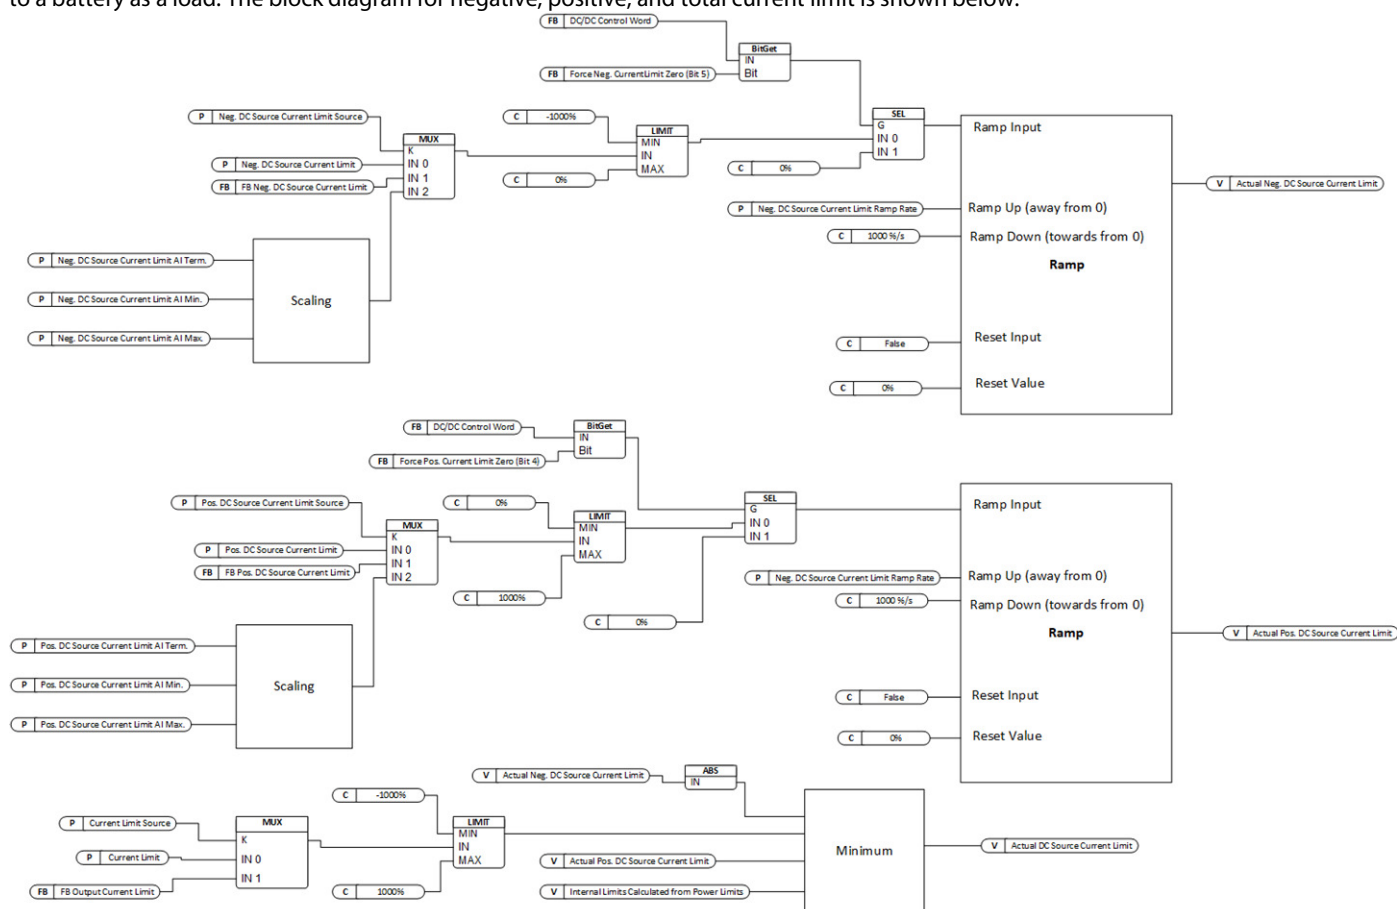 to a battery as a load. The block diagram for negative, positive, and total current limit is shown below.
FB DC/DC Control Word
BitGet
IN
Bit
FB Force Neg. CurrentLimit Zero (Bit 5)
P Neg. DC Source Current Limit Source
MUX
K
IN 0
IN 1
IN 2
P Neg. DC Source Current Limit
FB FB Neg. DC Source Current Limit
C -1000%
LIMIT
MIN
IN
MAX
C 0%
SEL
G
IN 0
IN 1
C 0%
Ramp Input
P Neg. DC Source Current Limit Ramp Rate
Ramp Up (away from 0)
C 1000 %/s
Ramp Down (towards from 0)
Ramp
C False
Reset Input
C 0%
Reset Value
V Actual Neg. DC Source Current Limit
P Neg. DC Source Current Limit AI Term.
P Neg. DC Source Current Limit AI Min.
P Neg. DC Source Current Limit AI Max.
Scaling
FB DC/DC Control Word
BitGet
IN
Bit
FB Force Pos. Current Limit Zero (Bit 4)
P Pos. DC Source Current Limit Source
MUX
K
IN 0
IN 1
IN 2
P Pos. DC Source Current Limit
FB FB Pos. DC Source Current Limit
C 0%
LIMIT
MIN
IN
MAX
C 1000%
SEL
G
IN 0
IN 1
C 0%
Ramp Input
P Neg. DC Source Current Limit Ramp Rate
Ramp Up (away from 0)
C 1000 %/s
Ramp Down (towards from 0)
Ramp
C False
Reset Input
C 0%
Reset Value
V Actual Pos. DC Source Current Limit
P Pos. DC Source Current Limit AI Term.
P Pos. DC Source Current Limit AI Min.
P Pos. DC Source Current Limit AI Max.
Scaling
V Actual Neg. DC Source Current Limit
ABS
IN
P Current Limit Source
MUX
K
IN 0
IN 1
P Current Limit
FB FB Output Current Limit
C -1000%
LIMIT
MIN
IN
MAX
C 1000%
V Actual Pos. DC Source Current Limit
V Internal Limits Calculated from Power Limits
Minimum
V Actual DC Source Current Limit